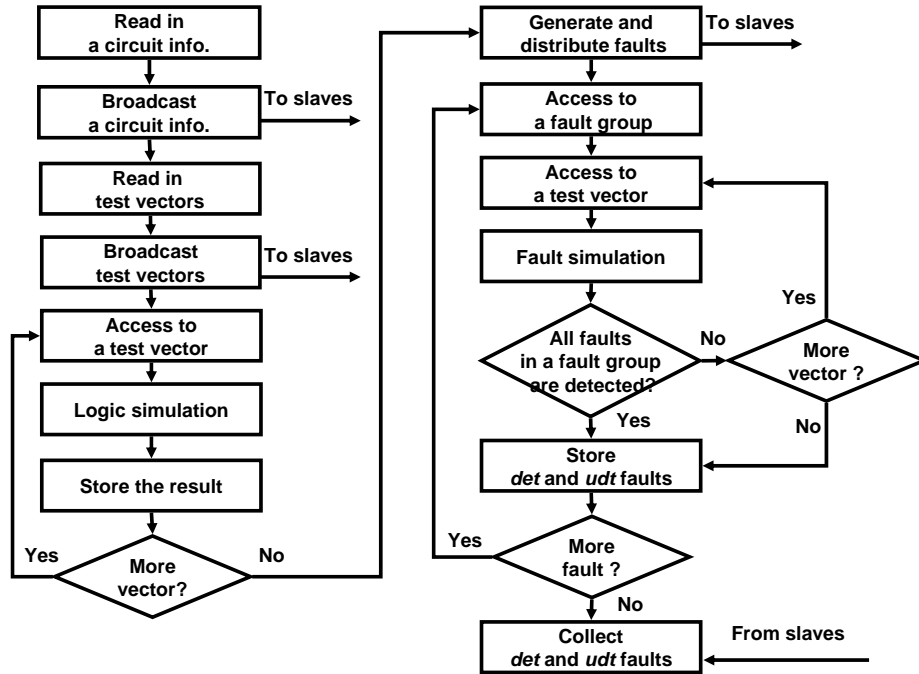 Read in
a circuit info.
Broadcast
a circuit info.
To slaves
Read in
test vectors
Broadcast
test vectors
To slaves
Access to
a test vector
Logic simulation
Store the result
More
vector?
Yes
No
Generate and
distribute faults
To slaves
Access to
a fault group
Access to
a test vector
Fault simulation
All faults
in a fault group
are detected?
No
Yes
More
vector ?
Yes
No
Store
det and udt faults
More
fault ?
Yes
No
Collect
det and udt faults
From slaves